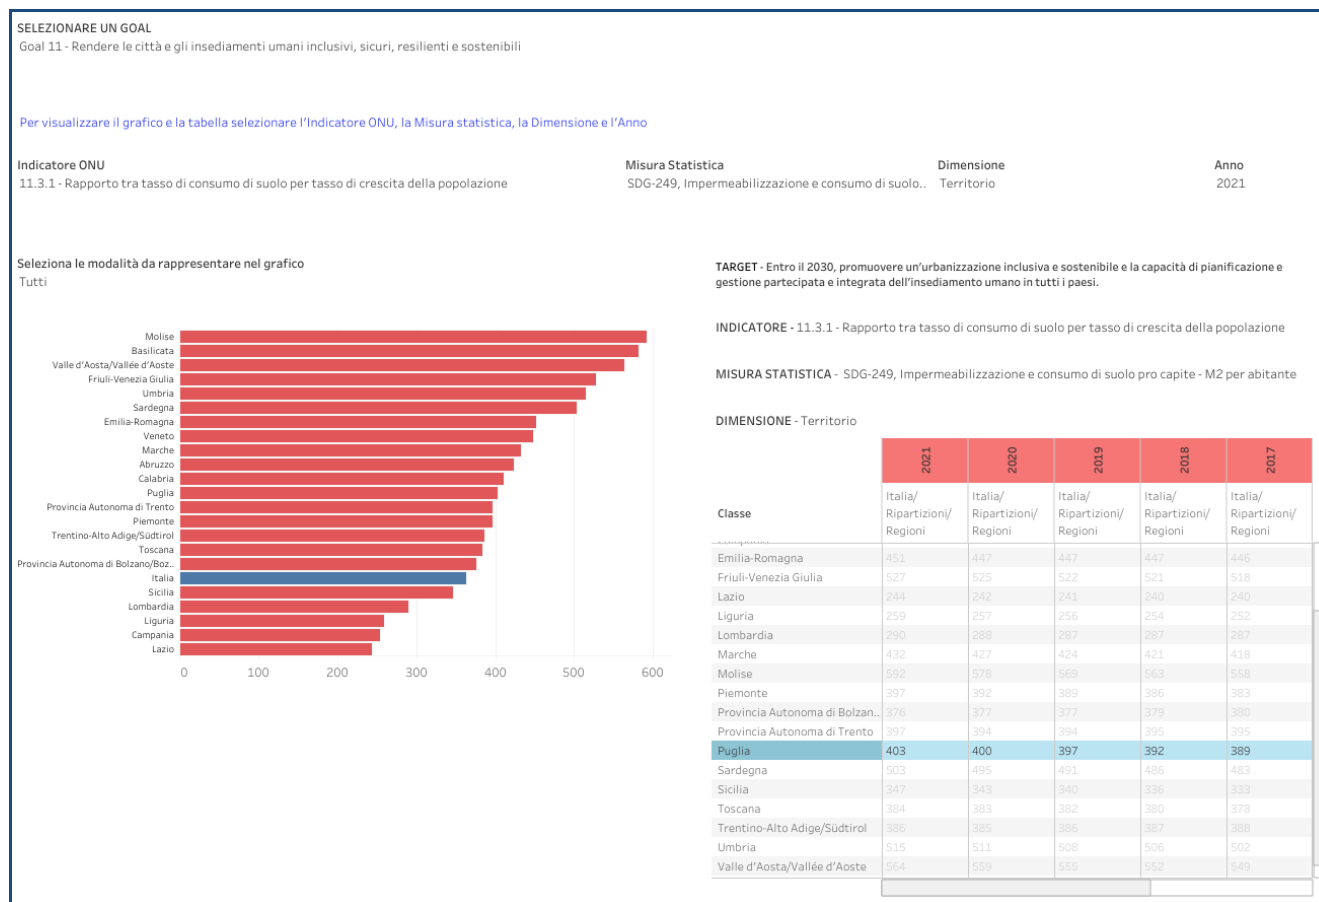 SELEZIONARE UN GOAL
Goal 11 - Rendere le città e gli insediamenti umani inclusivi, sicuri, resilienti e sostenibili
Per visualizzare il grafico e la tabella selezionare l'Indicatore ONU, la Misura statistica, la Dimensione e l'Anno
Indicatore ONU Misura Statistica Dimensione Anno
11.3.1 - Rapporto tra tasso di consumo di suolo per tasso di crescita della popolazione SDG-249, Impermeabilizzazione e consumo di suolo.. Territorio 2021
Seleziona le modalità da rappresentare nel grafico
Tutti
Molise
Basilicata
Valle d'Aosta/Vallée d'Aoste
Friuli-Venezia Giulia
Umbria
Sardegna
Emilia-Romagna
Veneto
Marche
Abruzzo
Calabria
Puglia
Provincia Autonoma di Trento
Piemonte
Trentino-Alto Adige/Südtirol
Toscana
Provincia Autonoma di Bolzano/Boz..
Italia
Sicilia
Lombardia
Liguria
Campania
Lazio
0 100 200 300 400 500 600
TARGET - Entro il 2030, promuovere un'urbanizzazione inclusiva e sostenibile e la capacità di pianificazione e
gestione partecipata e integrata dell'insediamento umano in tutti i paesi.
INDICATORE - 11.3.1 - Rapporto tra tasso di consumo di suolo per tasso di crescita della popolazione
MISURA STATISTICA - SDG-249, Impermeabilizzazione e consumo di suolo pro capite - M2 per abitante
DIMENSIONE - Territorio
2021 2020 2019 2018 2017
Italia/ Italia/ Italia/ Italia/ Italia/
Classe Ripartizioni/ Ripartizioni/ Ripartizioni/ Ripartizioni/ Ripartizioni/
Regioni Regioni Regioni Regioni Regioni
Emilia-Romagna 451 447 447 447 446
Friuli-Venezia Giulia 527 525 522 521 518
Lazio 244 242 241 240 240
Liguria 259 257 256 254 252
Lombardia 290 288 287 287 287
Marche 432 427 424 421 418
Molise 592 578 569 563 558
Piemonte 397 392 389 386 383
Provincia Autonoma di Bolzan.. 376 377 377 379 380
Provincia Autonoma di Trento 397 394 394 395 395
Puglia 403 400 397 392 389
Sardegna 503 495 491 486 483
Sicilia 347 343 340 336 333
Toscana 384 383 382 380 378
Trentino-Alto Adige/Südtirol 386 385 386 387 388
Umbria 515 511 508 506 502
Valle d'Aosta/Vallée d'Aoste 564 559 555 552 549